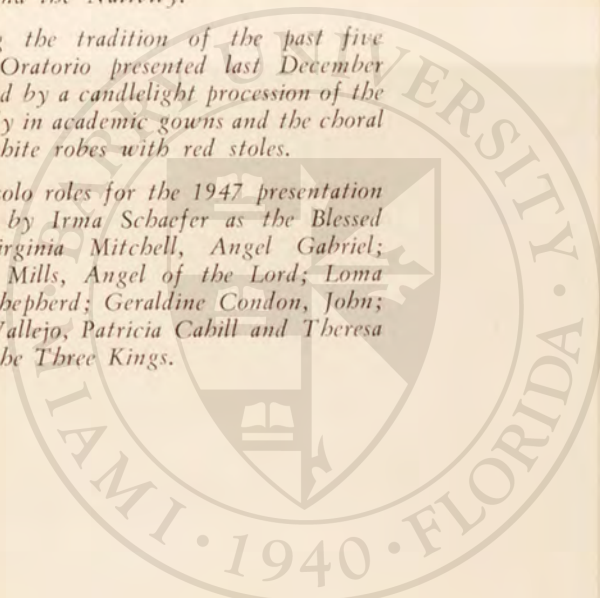 the Nativity.
the tradition of the past five
Oratorio presented last December
d by a candlelight procession of the
y in academic gowns and the choral
hite robes with red stoles.
olo roles for the 1947 presentation
by Irma Schaefer as the Blessed
irginia Mitchell, Angel Gabriel;
Mills, Angel of the Lord; Loma
hepherd; Geraldine Condon, John;
Vallejo, Patricia Cahill and Theresa
he Three Kings.
BARRY UNIVERSITY
MIAMI • 1940 • FLORIDA